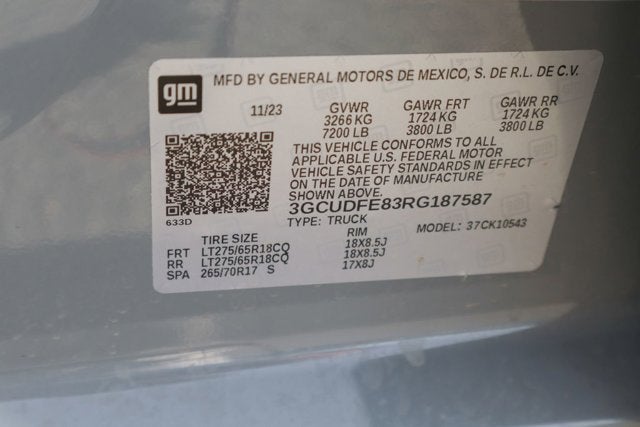 gm
MFD BY GENERAL MOTORS DE MEXICO, S. DE R.L. DE C.V.
11/23 GVWR GAWR FRT GAWR RR
3266 KG 1724 KG 1724 KG
7200 LB 3800 LB 3800 LB
THIS VEHICLE CONFORMS TO ALL
APPLICABLE U.S. FEDERAL MOTOR
VEHICLE SAFETY STANDARDS IN EFFECT
ON THE DATE OF MANUFACTURE
SHOWN ABOVE.
633D
3GCUDFE83RG187587
TYPE: TRUCK MODEL: 37CK10543
TIRE SIZE RIM
FRT LT275/65R18CQ 18X8.5J
RR LT275/65R18CQ 18X8.5J
SPA 265/70R17 S 17X8J